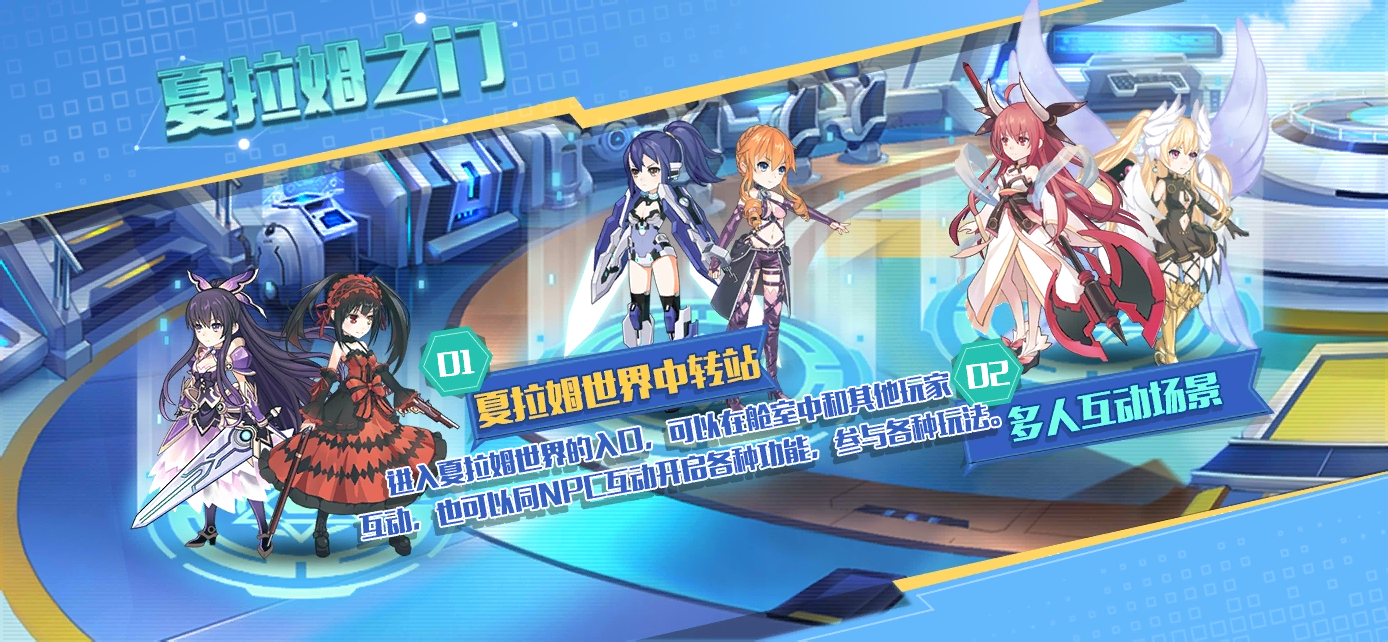 夏拉姆之门
01
夏拉姆世界中转站
02
多人互动场景
进入夏拉姆世界的入口，可以在舱室中和其他玩家
互动，也可以同NPC互动开启各种功能，参与各种玩法。